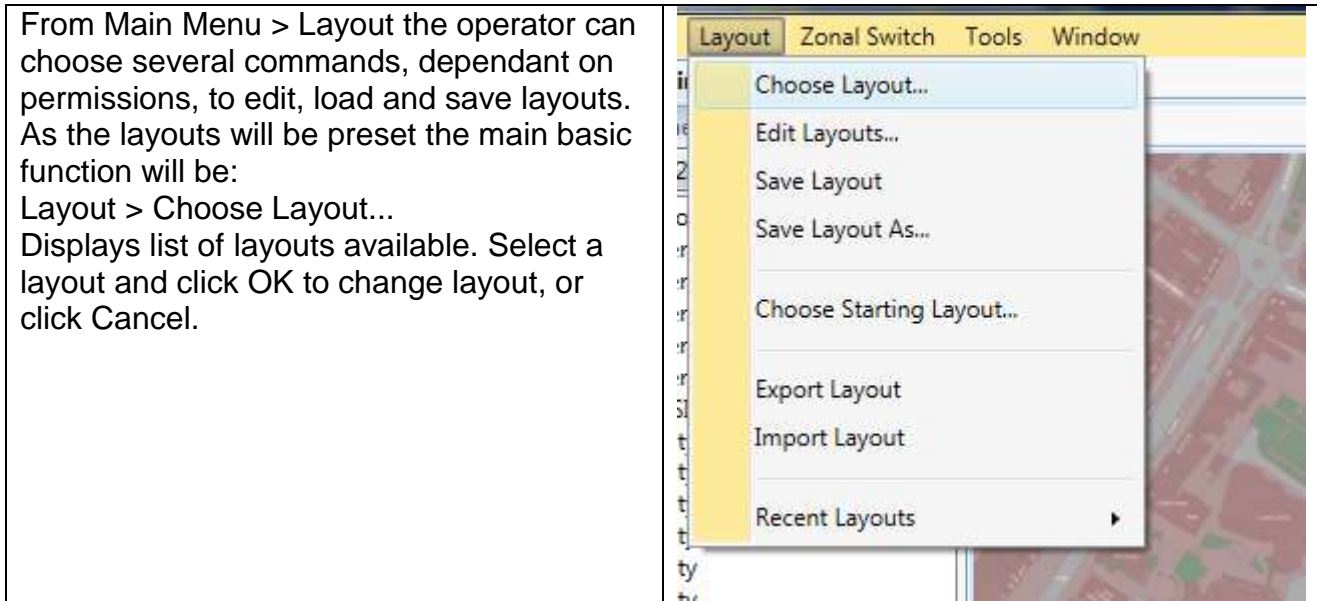 From Main Menu > Layout the operator can
choose several commands, dependant on
permissions, to edit, load and save layouts.
As the layouts will be preset the main basic
function will be:
Layout > Choose Layout...
Displays list of layouts available. Select a
layout and click OK to change layout, or
click Cancel.
Layout Zonal Switch Tools Window
Choose Layout...
Edit Layouts...
Save Layout
Save Layout As...
Choose Starting Layout...
Export Layout
Import Layout
Recent Layouts
ty